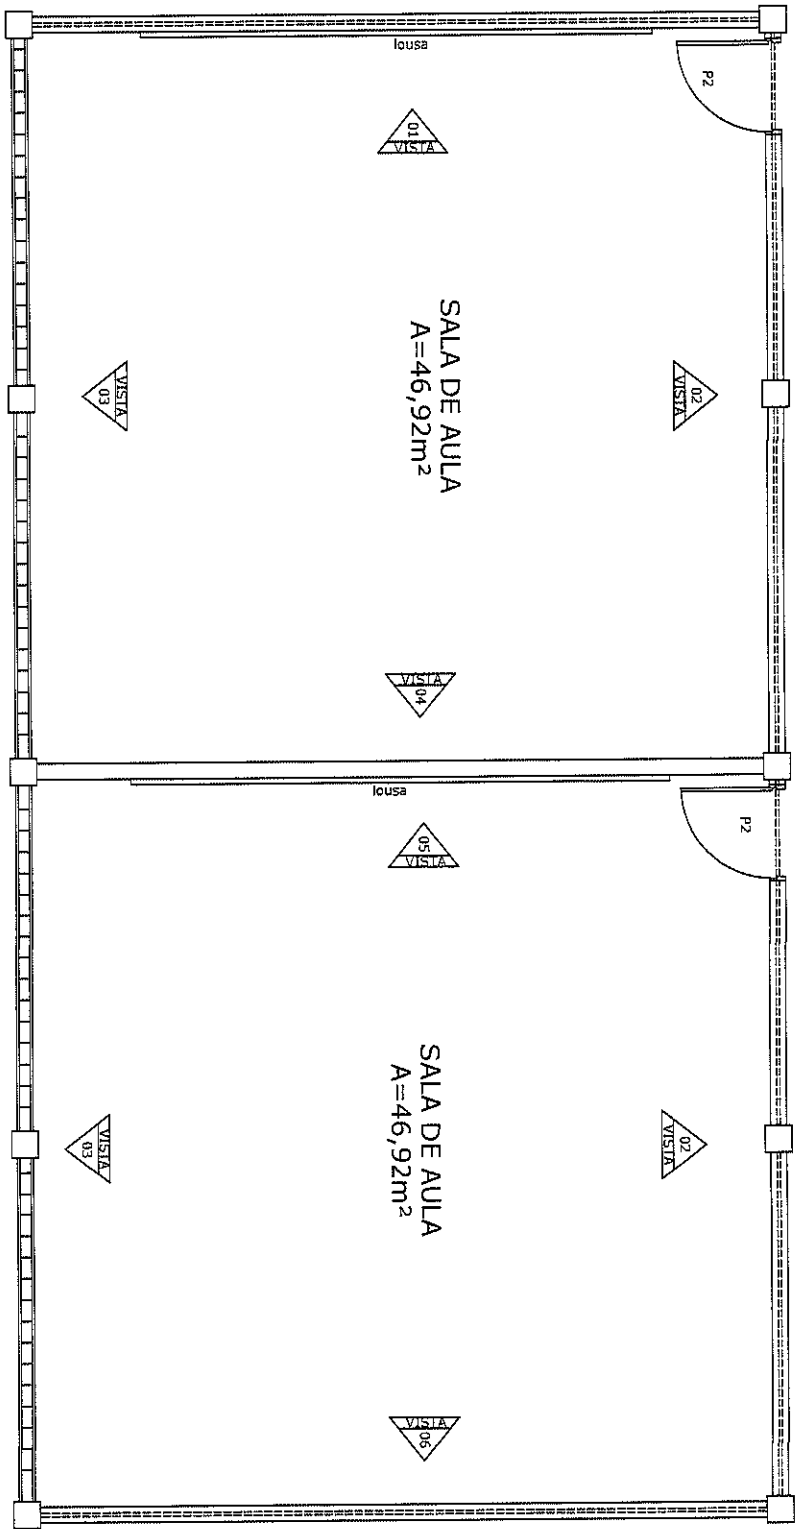 lousa
P2
01
VISTA
SALA DE AULA
A=46,92m²
VISTA
03
02
VISTA
VISTA
04
lousa
P2
05
VISTA
SALA DE AULA
A=46,92m²
VISTA
03
02
VISTA
VISTA
06